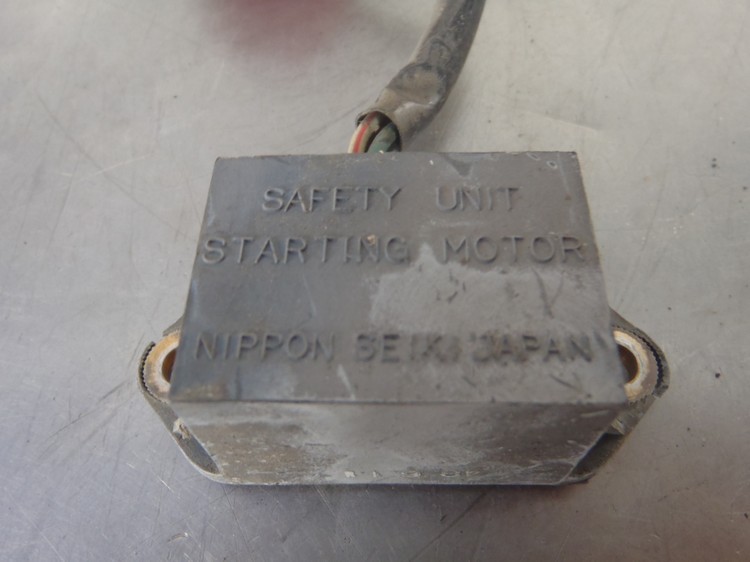 SAFETY UNIT
STARTING MOTOR
NIPPON SEIKI JAPAN